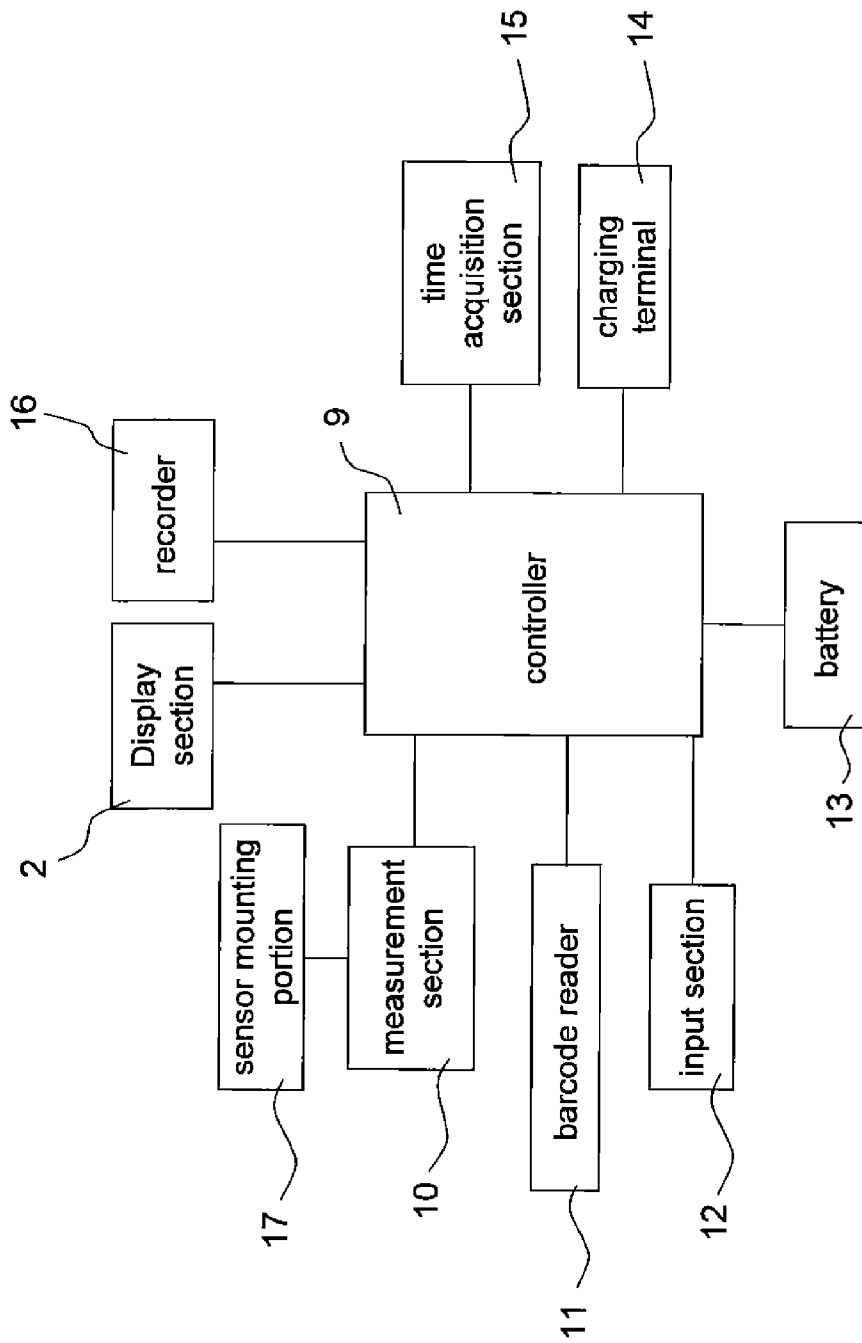 2
16
Display
section
recorder
sensor mounting
portion
17
9
15
measurement
section
10
time
acquisition
section
controller
barcode reader
11
charging
terminal
14
input section
12
battery
13